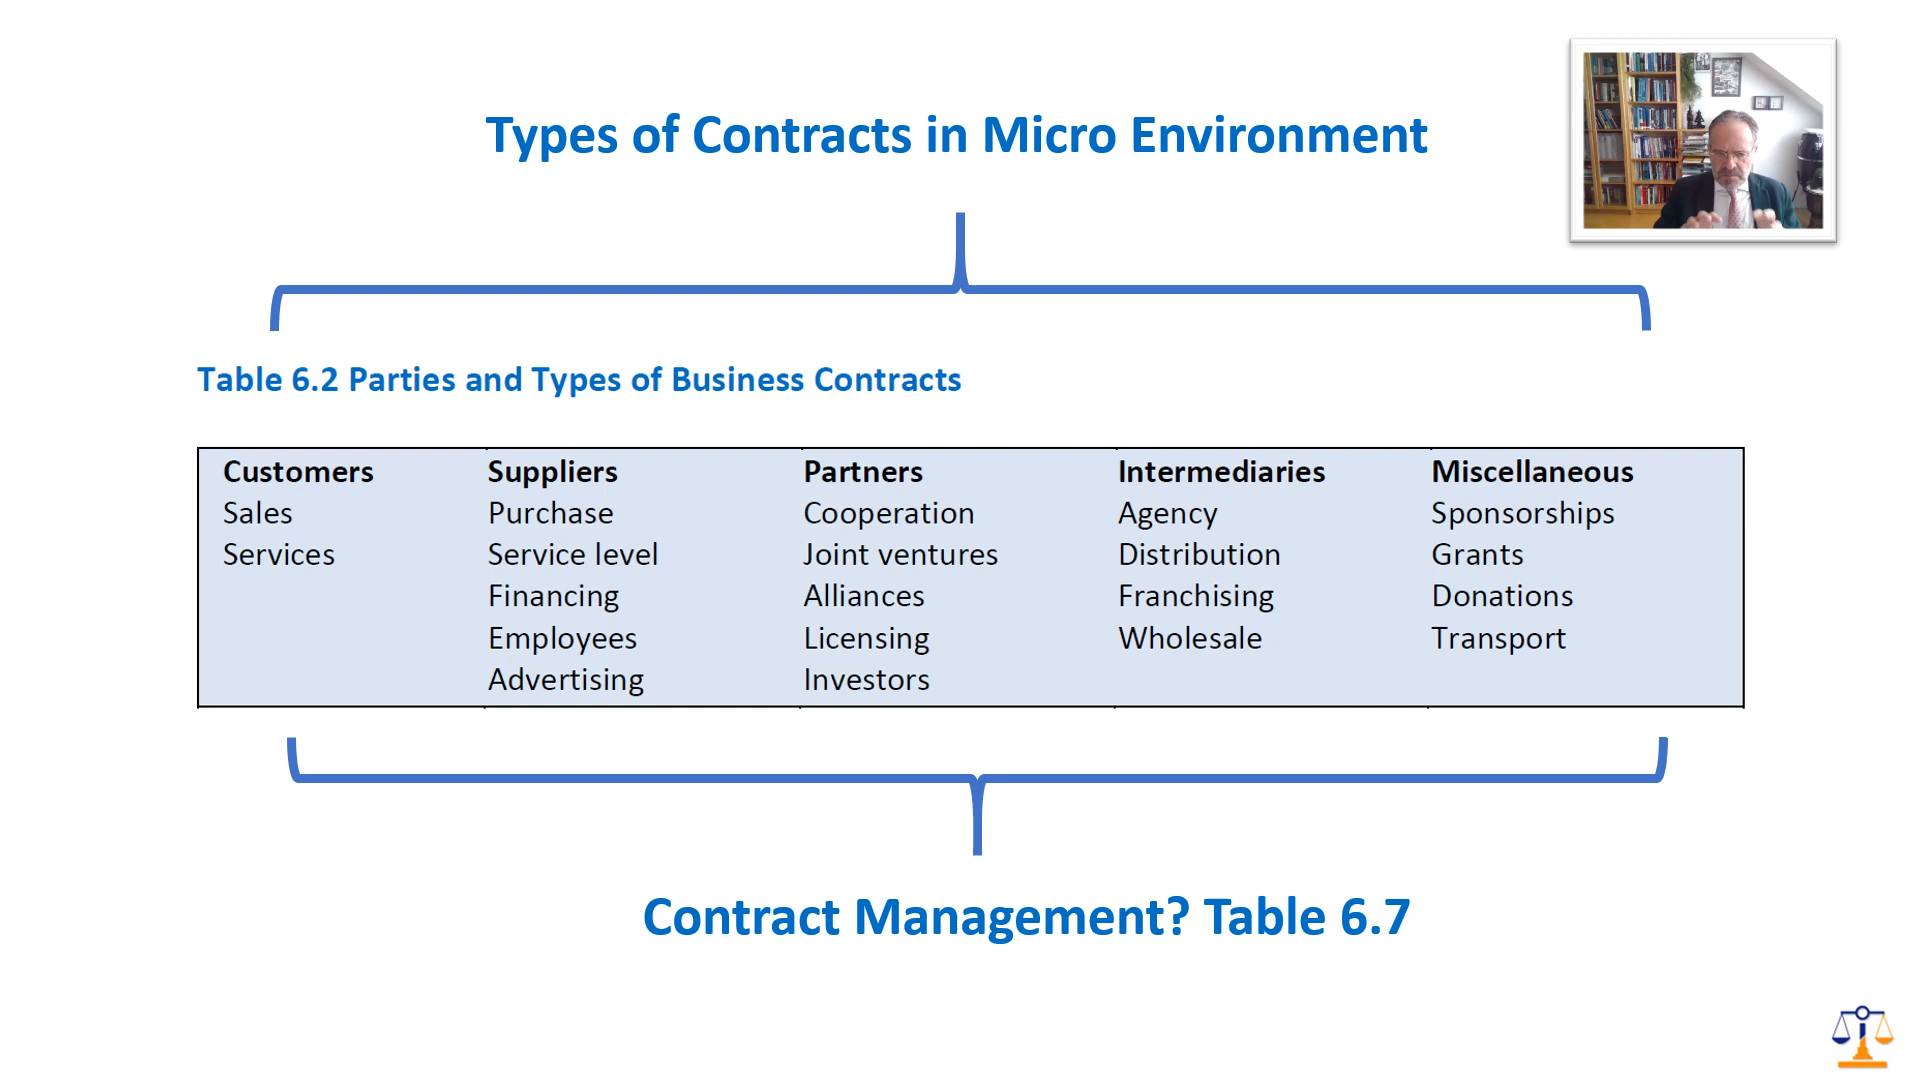 Types of Contracts in Micro Environment
Table 6.2 Parties and Types of Business Contracts
Customers Suppliers Partners Intermediaries Miscellaneous
Sales Purchase Cooperation Agency Sponsorships
Services Service level Joint ventures Distribution Grants
Financing Alliances Franchising Donations
Employees Licensing Wholesale Transport
Advertising Investors
Contract Management? Table 6.7